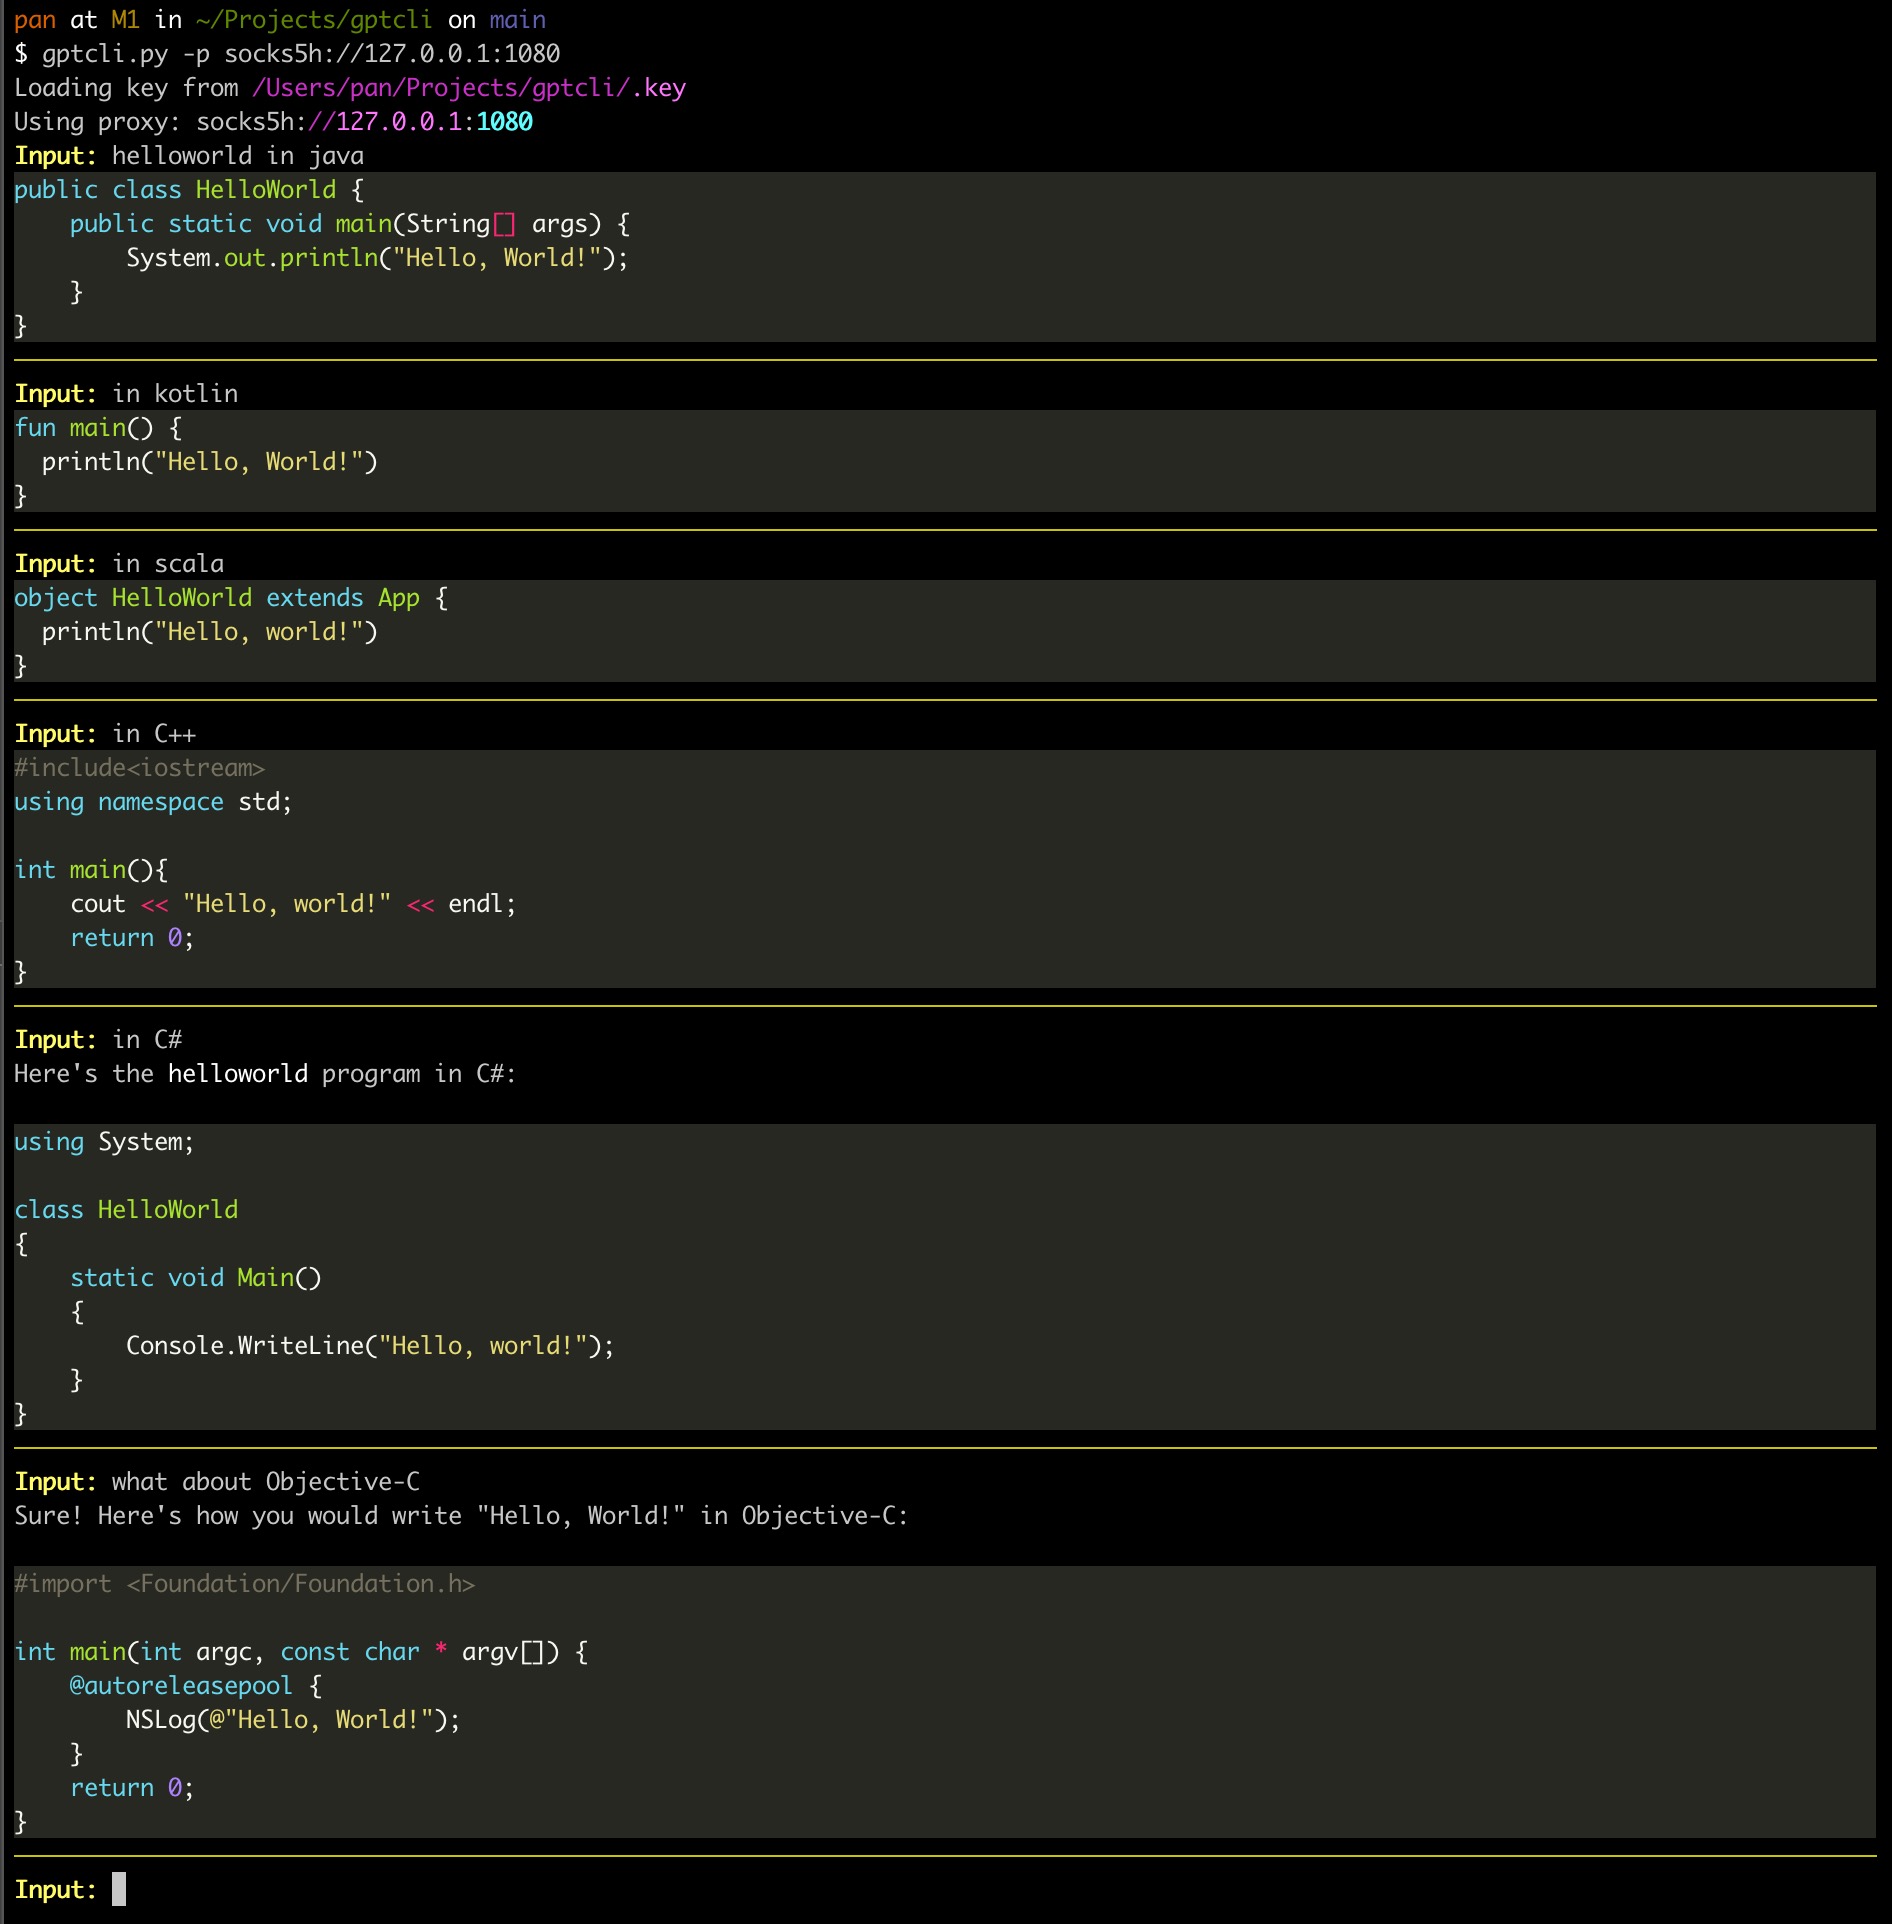 pan at M1 in ~/Projects/gptcli on main
$ gptcli.py -p socks5h://127.0.0.1:1080
Loading key from /Users/pan/Projects/gptcli/.key
Using proxy: socks5h://127.0.0.1:1080
Input: helloworld in java
public class HelloWorld {
    public static void main(String[] args) {
        System.out.println("Hello, World!");
    }
}
Input: in kotlin
fun main() {
  println("Hello, World!")
}
Input: in scala
object HelloWorld extends App {
  println("Hello, world!")
}
Input: in C++
#include<iostream>
using namespace std;

int main(){
    cout << "Hello, world!" << endl;
    return 0;
}
Input: in C#
Here's the helloworld program in C#:

using System;

class HelloWorld
{
    static void Main()
    {
        Console.WriteLine("Hello, world!");
    }
}
Input: what about Objective-C
Sure! Here's how you would write "Hello, World!" in Objective-C:

#import <Foundation/Foundation.h>

int main(int argc, const char * argv[]) {
    @autoreleasepool {
        NSLog(@"Hello, World!");
    }
    return 0;
}
Input: